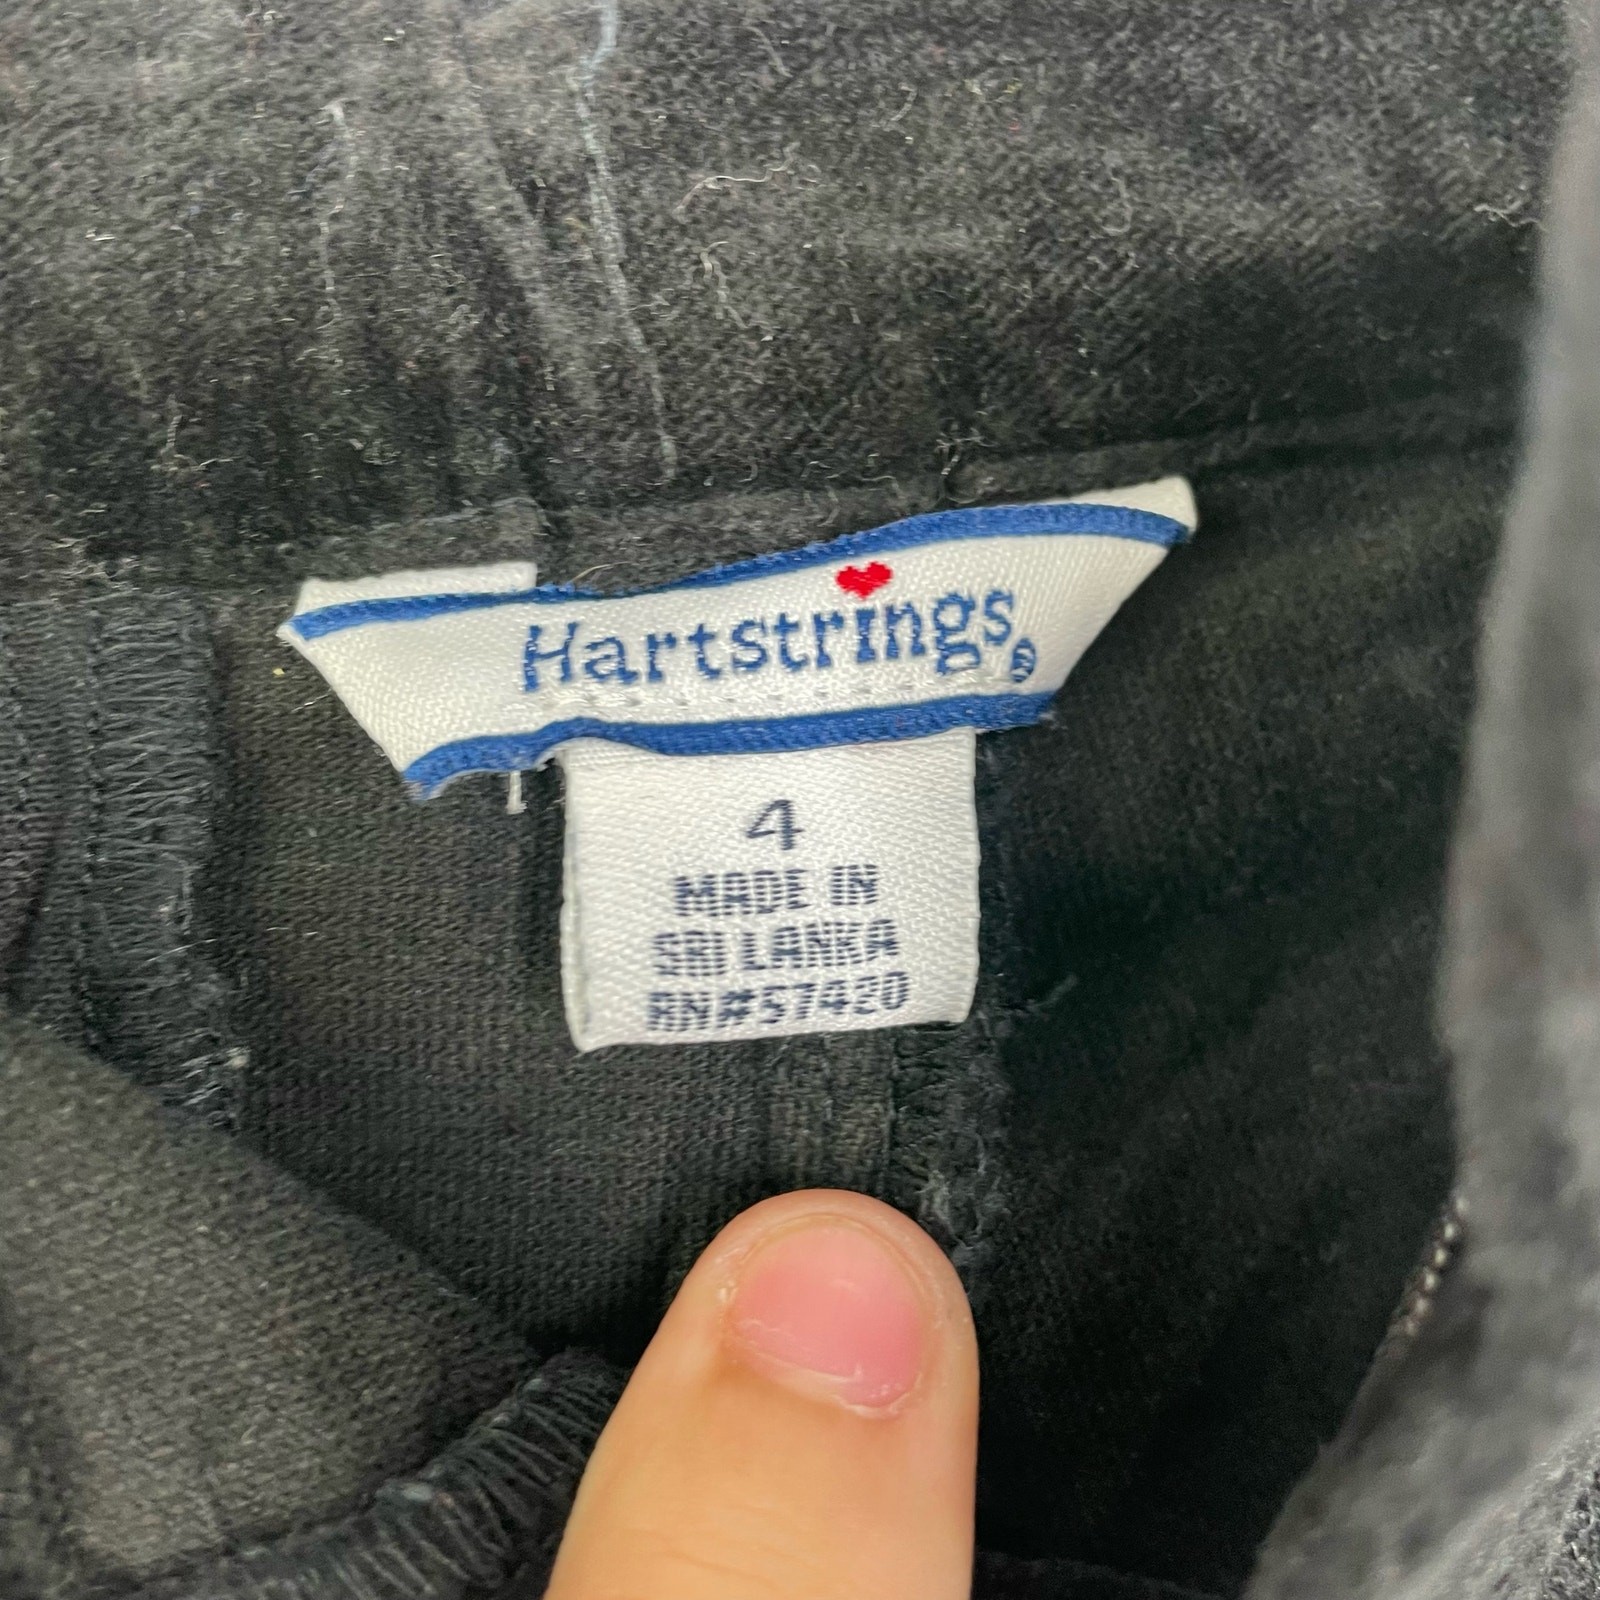 Hartstrings®
4
MADE IN
SRI LANKA
RN#57420